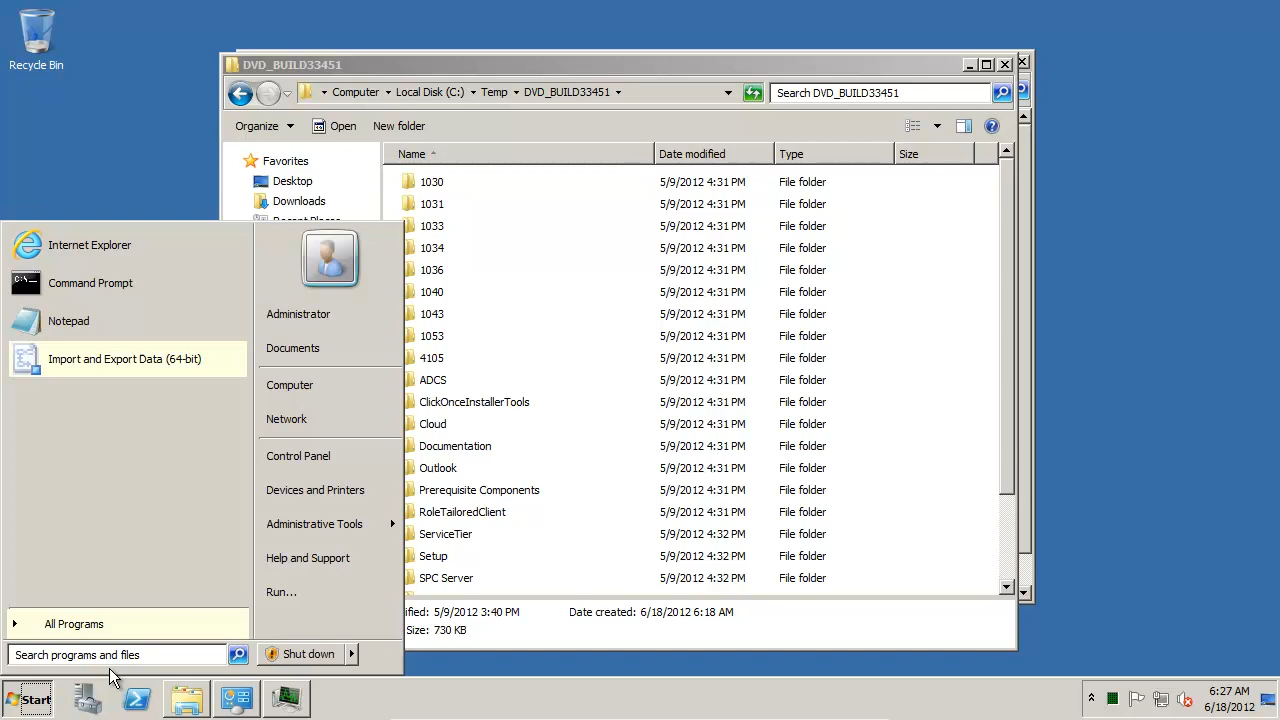 Recycle Bin
DVD_BUILD33451
Computer Local Disk (C:) Temp DVD_BUILD33451
Search DVD_BUILD33451
Organize Open New folder
Name Date modified Type Size
Favorites
Desktop
Downloads
1030 5/9/2012 4:31 PM File folder
1031 5/9/2012 4:31 PM File folder
1033 5/9/2012 4:31 PM File folder
1034 5/9/2012 4:31 PM File folder
1036 5/9/2012 4:31 PM File folder
1040 5/9/2012 4:31 PM File folder
1043 5/9/2012 4:31 PM File folder
1053 5/9/2012 4:31 PM File folder
4105 5/9/2012 4:31 PM File folder
ADCS 5/9/2012 4:31 PM File folder
ClickOnceInstallerTools 5/9/2012 4:31 PM File folder
Cloud 5/9/2012 4:31 PM File folder
Documentation 5/9/2012 4:31 PM File folder
Outlook 5/9/2012 4:31 PM File folder
Prerequisite Components 5/9/2012 4:31 PM File folder
RoleTailoredClient 5/9/2012 4:31 PM File folder
ServiceTier 5/9/2012 4:32 PM File folder
Setup 5/9/2012 4:32 PM File folder
SPC Server 5/9/2012 4:32 PM File folder
ified: 5/9/2012 3:40 PM Date created: 6/18/2012 6:18 AM
Size: 730 KB
Internet Explorer
Command Prompt
Notepad
Import and Export Data (64-bit)
All Programs
Search programs and files
Administrator
Documents
Computer
Network
Control Panel
Devices and Printers
Administrative Tools
Help and Support
Run...
Shut down
Start
6:27 AM
6/18/2012